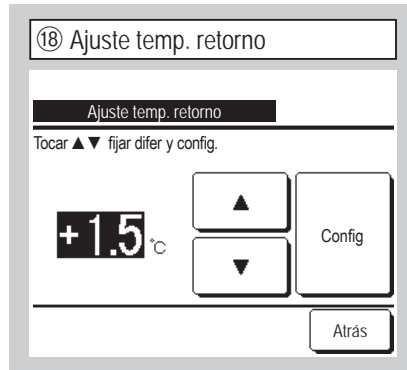 ⑱ Ajuste temp. retorno
Ajuste temp. retorno
Tocar ▲▼ fijar difer y config.
▲
+1.5 °C
Config
▼
Atrás